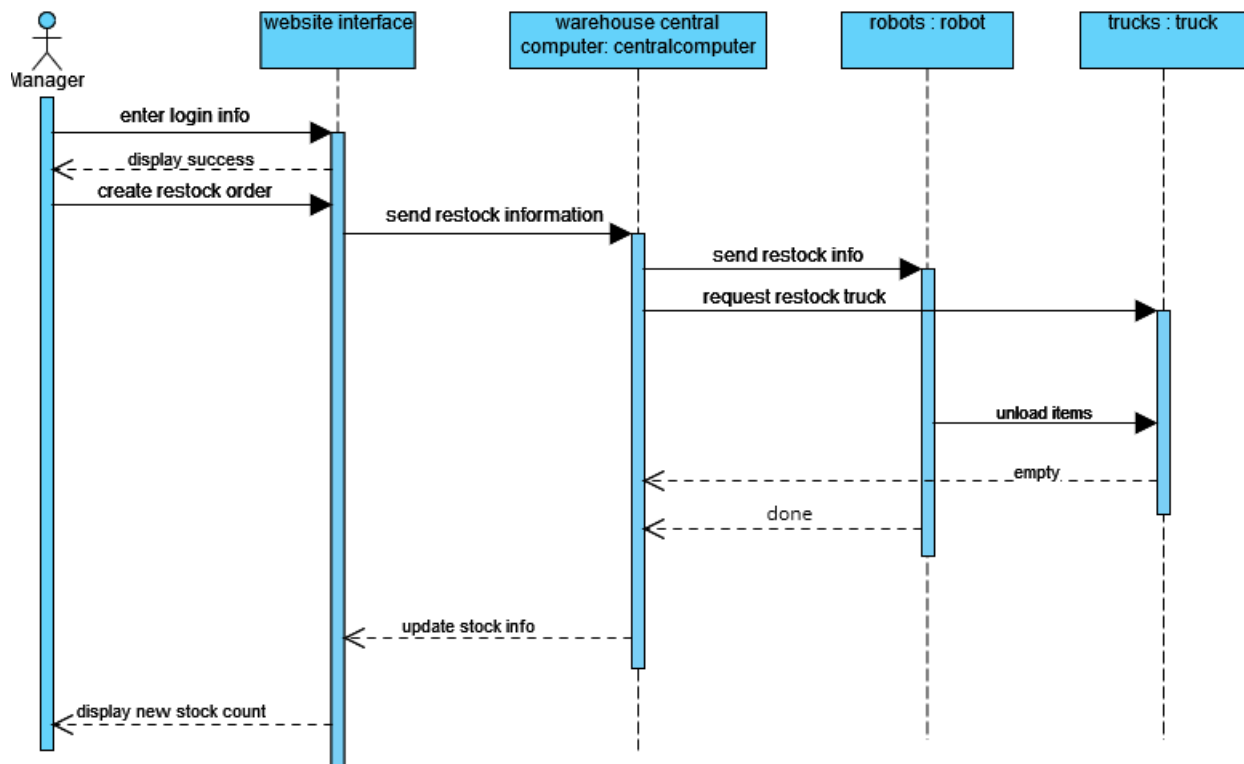 Manager
website interface
warehouse central
computer: centralcomputer
robots : robot
trucks : truck
enter login info
display success
create restock order
send restock information
send restock info
request restock truck
unload items
empty
done
update stock info
display new stock count